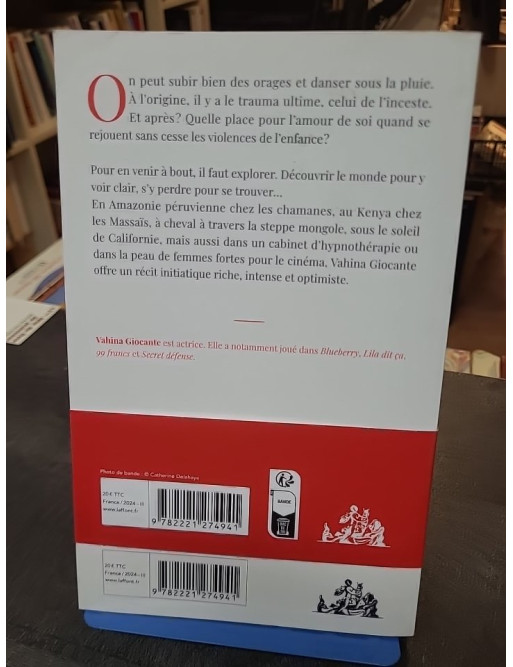 On peut subir bien des orages et danser sous la pluie.
À l'origine, il y a le trauma ultime, celui de l'inceste.
Et après? Quelle place pour l'amour de soi quand se
rejouent sans cesse les violences de l'enfance?
Pour en venir à bout, il faut explorer. Découvrir le monde pour y
voir clair, s'y perdre pour se trouver...
En Amazonie péruvienne chez les chamanes, au Kenya chez
les Massaïs, à cheval à travers la steppe mongole, sous le soleil
de Californie, mais aussi dans un cabinet d'hypnothérapie ou
dans la peau de femmes fortes pour le cinéma, Vahina Giocante
offre un récit initiatique riche, intense et optimiste.
Vahina Giocante est actrice. Elle a notamment joué dans Blueberry, Lila dit ça,
99 francs et Secret défense.
Photo de bande : © Catherine Delahaye
20 € TTC
France / 2024 - III
www.laffont.fr
9 782221 274941
BANDE
20 € TTC
France / 2024 - III
www.laffont.fr
9 782221 274941